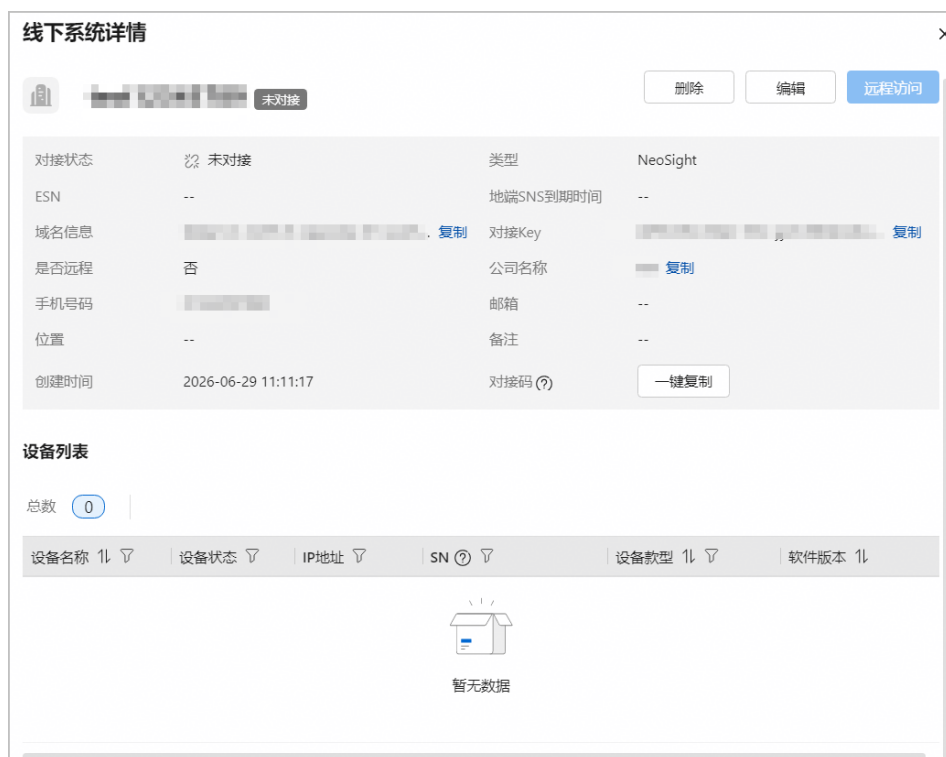 线下系统详情
未对接 删除 编辑 远程访问
对接状态 未对接 类型 NeoSight
ESN -- 地端SNS到期时间 --
域名信息 复制 对接Key 复制
是否远程 否 公司名称 复制
手机号码 邮箱 --
位置 -- 备注 --
创建时间 2026-06-29 11:11:17 对接码 一键复制
设备列表
总数 0
设备名称 设备状态 IP地址 SN 设备款型 软件版本
暂无数据